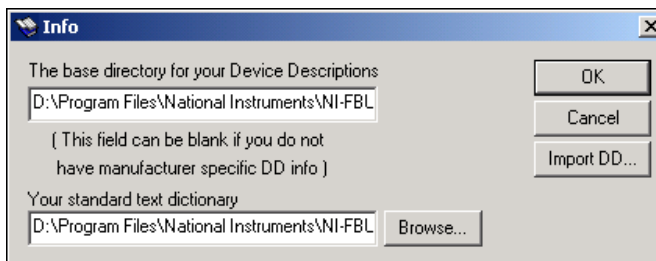 Info
The base directory for your Device Descriptions
D:\Program Files\National Instruments\NI-FBL
OK
( This field can be blank if you do not
have manufacturer specific DD info )
Cancel
Import DD...
Your standard text dictionary
D:\Program Files\National Instruments\NI-FBL
Browse...